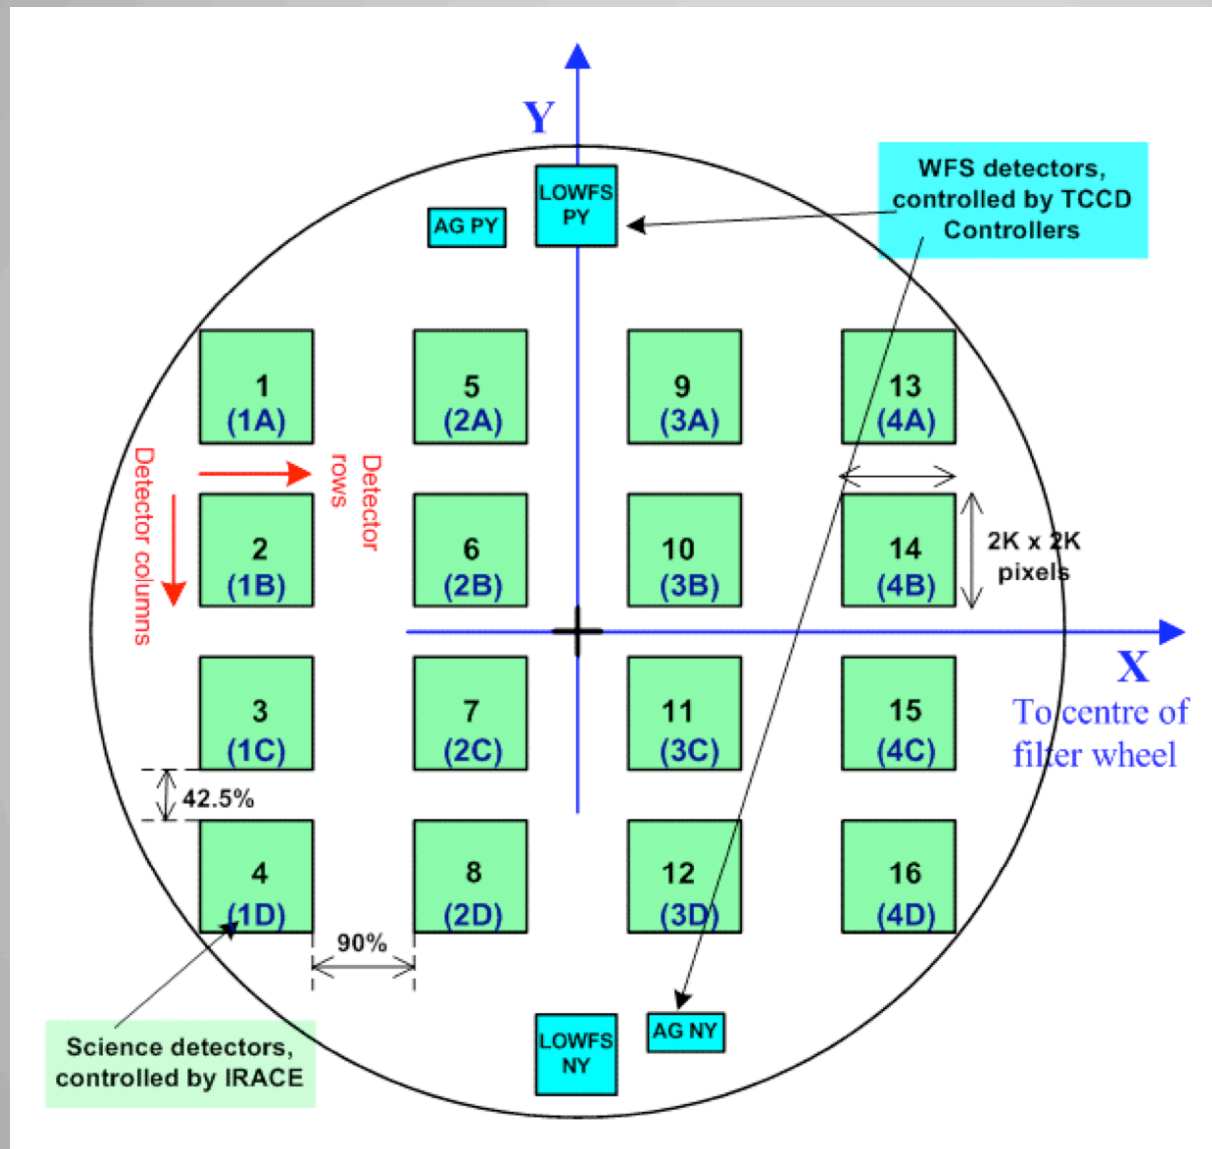 Y
LOWFS
PY
AG PY
WFS detectors,
controlled by TCCD
Controllers
1
(1A)
5
(2A)
9
(3A)
13
(4A)
Detector columns
Detector
rows
2
(1B)
6
(2B)
10
(3B)
14
(4B)
2K x 2K
pixels
X
To centre of
filter wheel
3
(1C)
7
(2C)
11
(3C)
15
(4C)
42.5%
4
(1D)
8
(2D)
12
(3D)
16
(4D)
90%
LOWFS
NY
AG NY
Science detectors,
controlled by IRACE